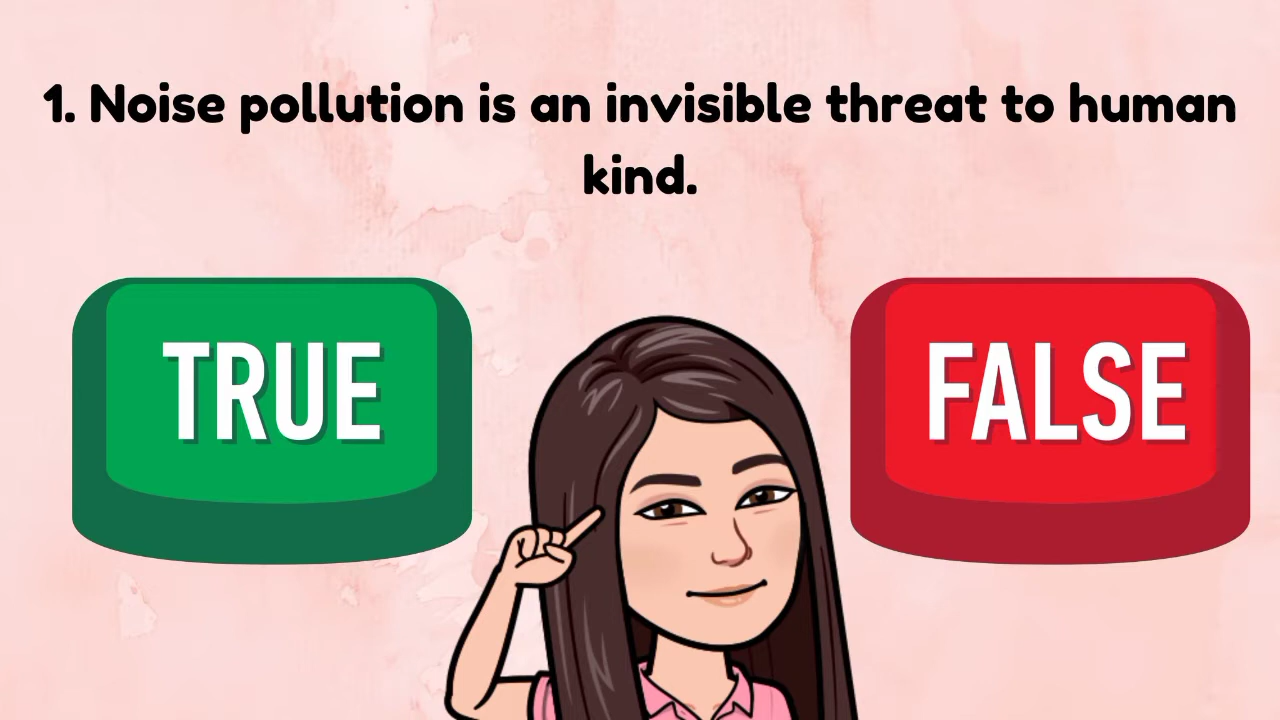 1. Noise pollution is an invisible threat to human
kind.
TRUE
FALSE